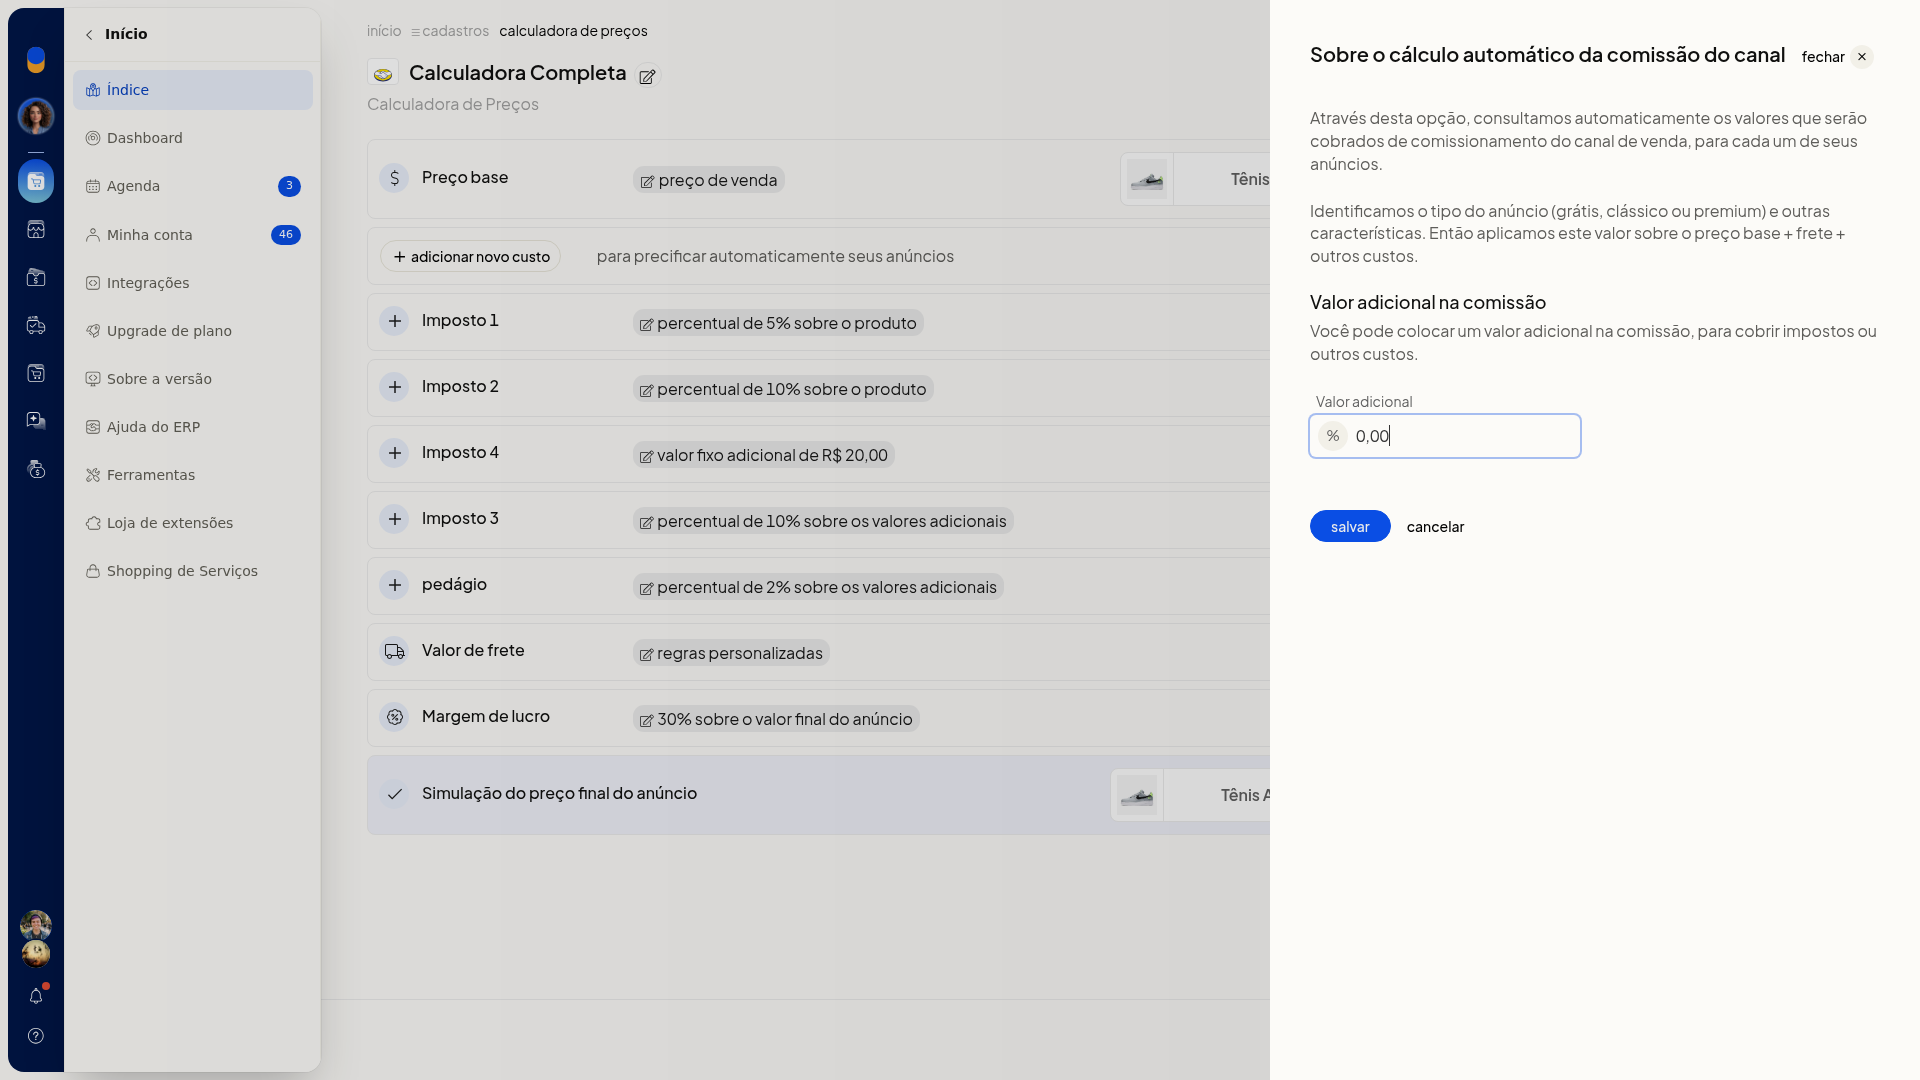 Início
Índice
Dashboard
Agenda
3
Minha conta
46
Integrações
Upgrade de plano
Sobre a versão
Ajuda do ERP
Ferramentas
Loja de extensões
Shopping de Serviços
início cadastros calculadora de preços
Calculadora Completa
Calculadora de Preços
Preço base
preço de venda
Tênis
+ adicionar novo custo
para precificar automaticamente seus anúncios
Imposto 1
percentual de 5% sobre o produto
Imposto 2
percentual de 10% sobre o produto
Imposto 4
valor fixo adicional de R$ 20,00
Imposto 3
percentual de 10% sobre os valores adicionais
pedágio
percentual de 2% sobre os valores adicionais
Valor de frete
regras personalizadas
Margem de lucro
30% sobre o valor final do anúncio
Simulação do preço final do anúncio
Tênis A
Sobre o cálculo automático da comissão do canal
fechar
Através desta opção, consultamos automaticamente os valores que serão
cobrados de comissionamento do canal de venda, para cada um de seus
anúncios.
Identificamos o tipo do anúncio (grátis, clássico ou premium) e outras
características. Então aplicamos este valor sobre o preço base + frete +
outros custos.
Valor adicional na comissão
Você pode colocar um valor adicional na comissão, para cobrir impostos ou
outros custos.
Valor adicional
% 0,00
salvar
cancelar